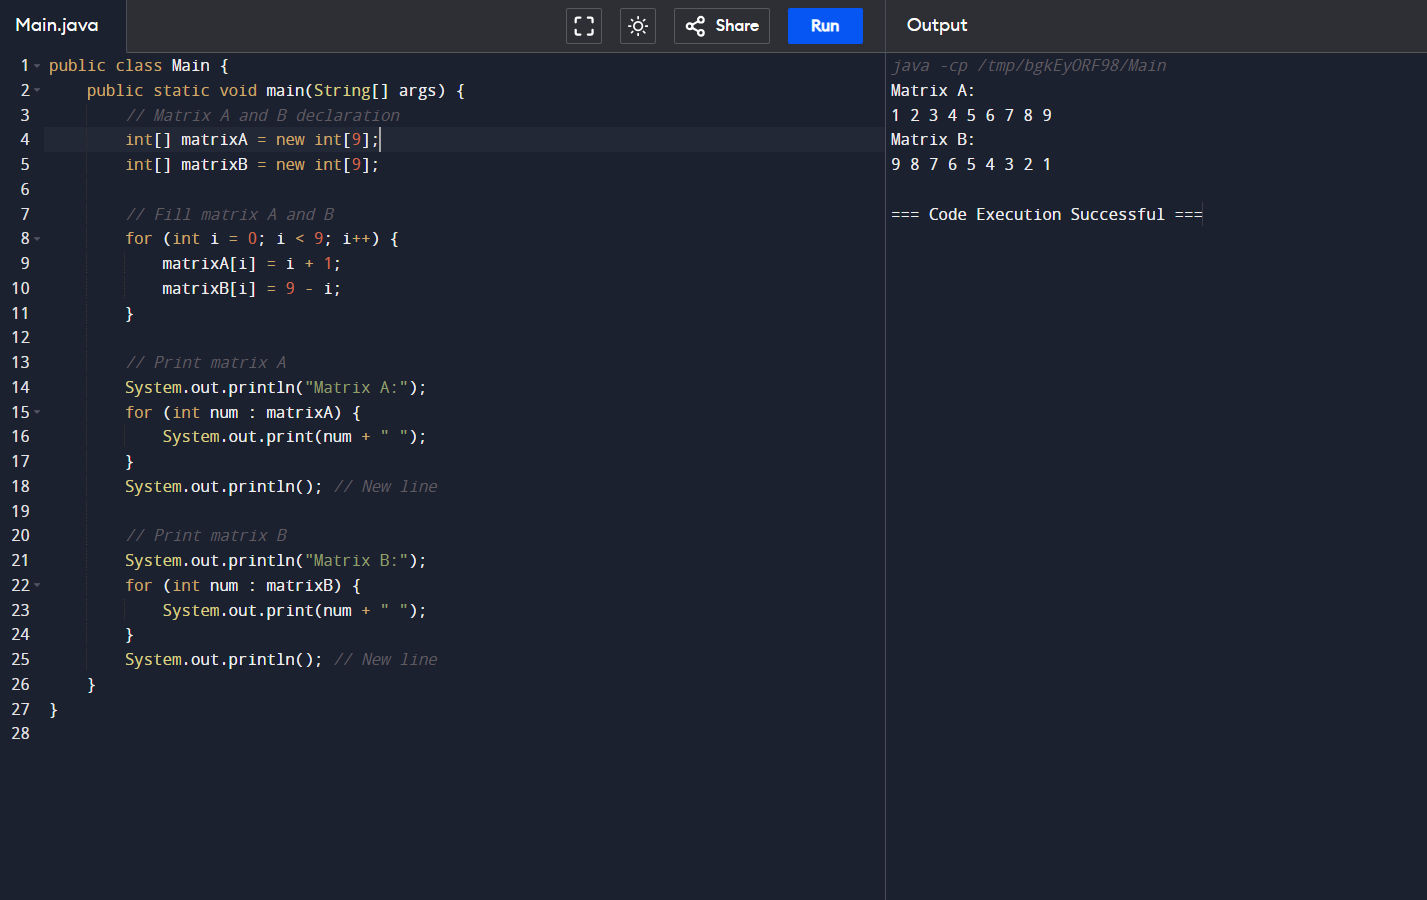 Main.java
Share
Run
Output
1 public class Main {
2     public static void main(String[] args) {
3         // Matrix A and B declaration
4         int[] matrixA = new int[9];
5         int[] matrixB = new int[9];
6
7         // Fill matrix A and B
8         for (int i = 0; i < 9; i++) {
9             matrixA[i] = i + 1;
10             matrixB[i] = 9 - i;
11         }
12
13         // Print matrix A
14         System.out.println("Matrix A:");
15         for (int num : matrixA) {
16             System.out.print(num + " ");
17         }
18         System.out.println(); // New line
19
20         // Print matrix B
21         System.out.println("Matrix B:");
22         for (int num : matrixB) {
23             System.out.print(num + " ");
24         }
25         System.out.println(); // New line
26     }
27 }
28
java -cp /tmp/bgkEyORF98/Main
Matrix A:
1 2 3 4 5 6 7 8 9
Matrix B:
9 8 7 6 5 4 3 2 1
=== Code Execution Successful ===